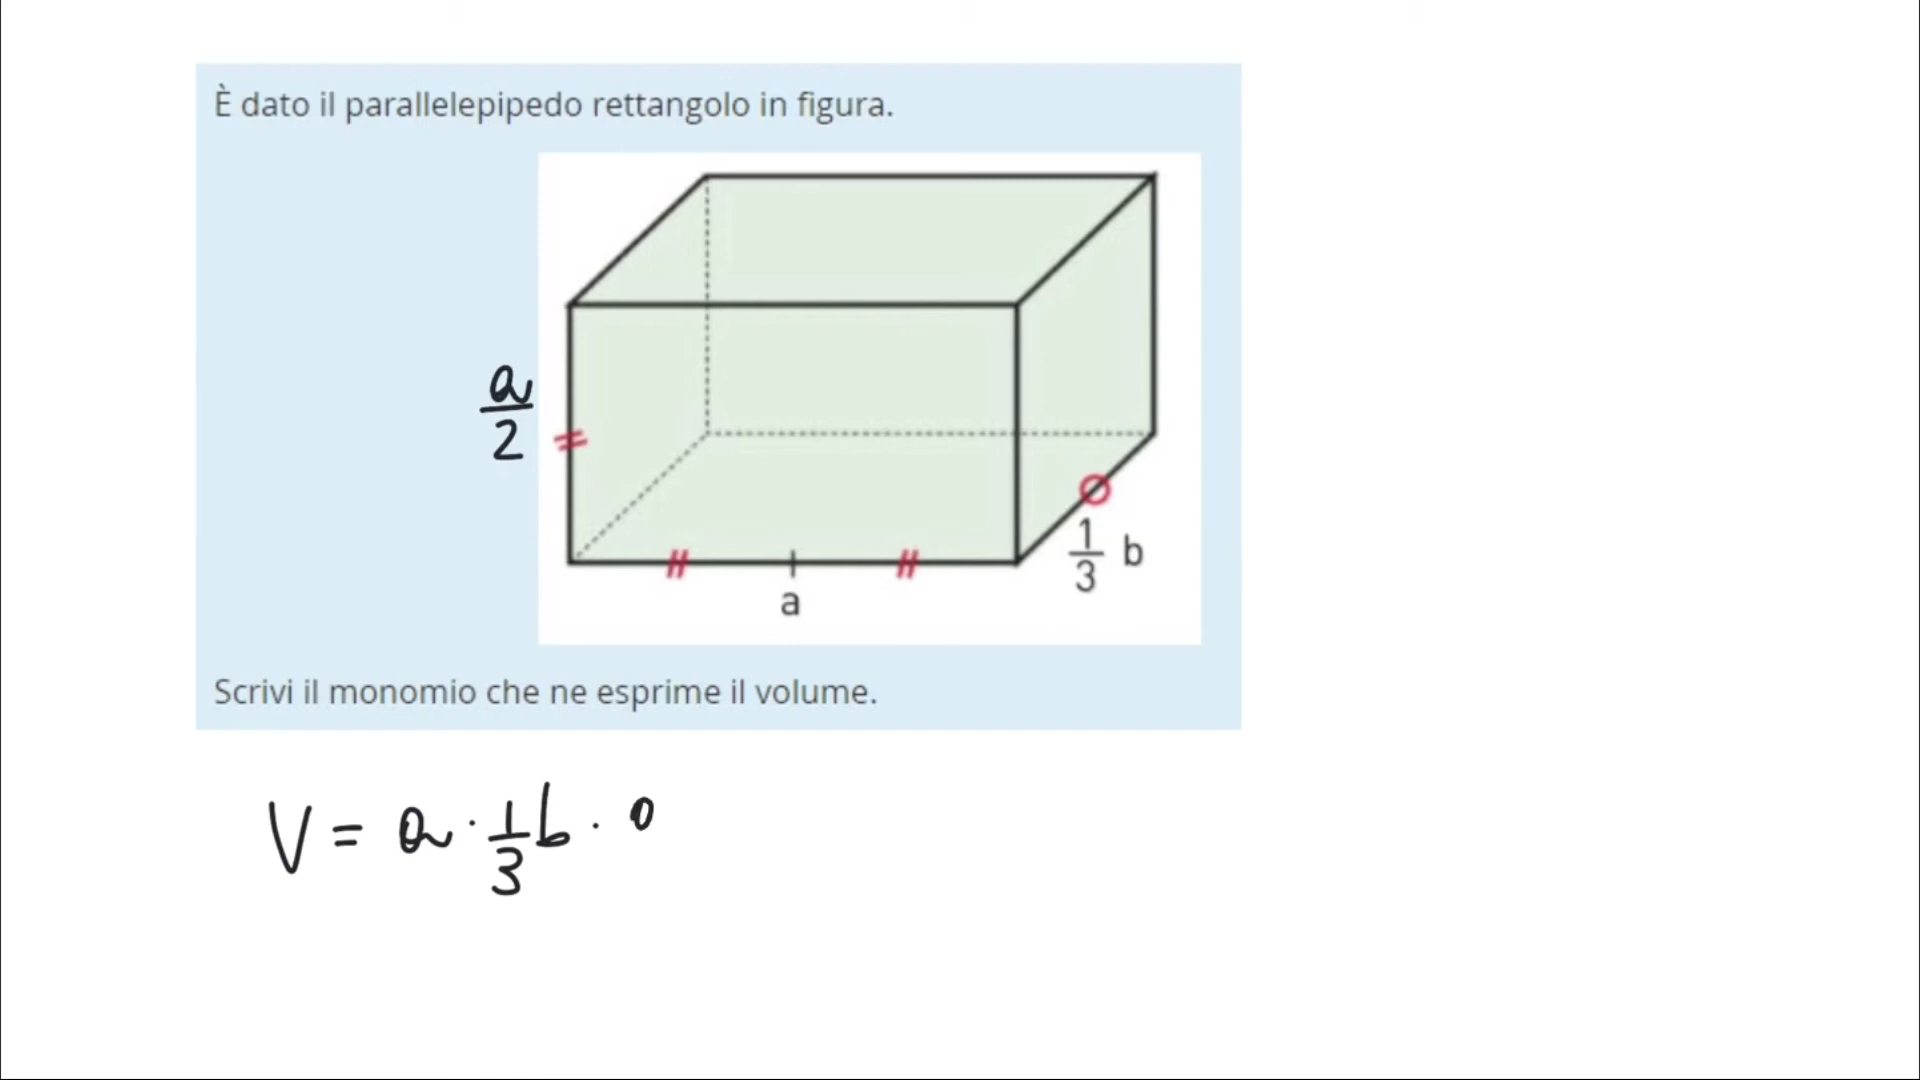 È dato il parallelepipedo rettangolo in figura.
a/2
1/3 b
a
Scrivi il monomio che ne esprime il volume.
V = a · 1/3 b ·